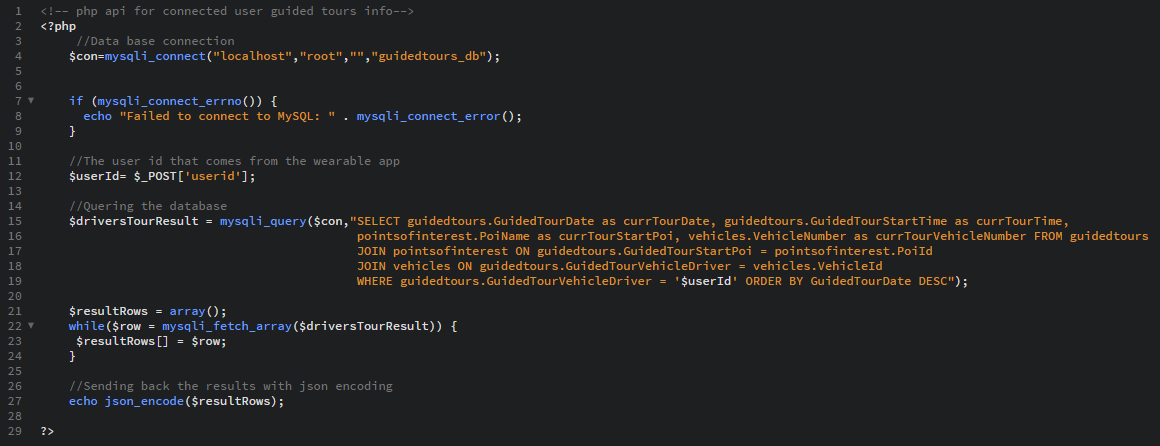 1 <!-- php api for connected user guided tours info-->
2 <?php
3 //Data base connection
4 $con=mysqli_connect("localhost","root","","guidedtours_db");
5
6
7 ▼ if (mysqli_connect_errno()) {
8 echo "Failed to connect to MySQL: " . mysqli_connect_error();
9 }
10
11 //The user id that comes from the wearable app
12 $userId= $_POST['userid'];
13
14 //Quering the database
15 $driversTourResult = mysqli_query($con,"SELECT guidedtours.GuidedTourDate as currTourDate, guidedtours.GuidedTourStartTime as currTourTime,
16 pointsofinterest.PoiName as currTourStartPoi, vehicles.VehicleNumber as currTourVehicleNumber FROM guidedtours
17 JOIN pointsofinterest ON guidedtours.GuidedTourStartPoi = pointsofinterest.PoiId
18 JOIN vehicles ON guidedtours.GuidedTourVehicleDriver = vehicles.VehicleId
19 WHERE guidedtours.GuidedTourVehicleDriver = '$userId' ORDER BY GuidedTourDate DESC");
20
21 $resultRows = array();
22 ▼ while($row = mysqli_fetch_array($driversTourResult)) {
23 $resultRows[] = $row;
24 }
25
26 //Sending back the results with json encoding
27 echo json_encode($resultRows);
28
29 ?>